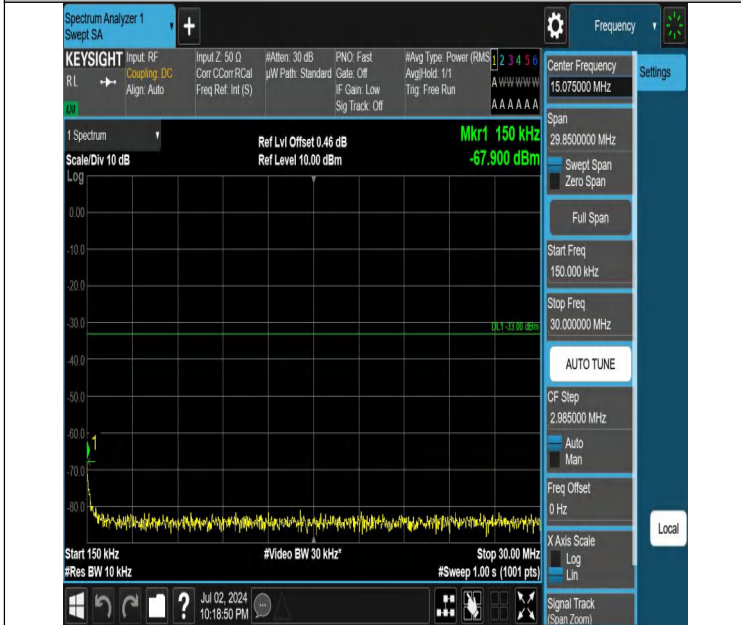 Spectrum Analyzer 1
Swept SA
+
Frequency
KEYSIGHT
RL
Input: RF
Coupling: DC
Align: Auto
Input Z: 50 Ω
Corr CCorr RCal
Freq Ref: Int (S)
#Atten: 30 dB
µW Path: Standard
PNO: Fast
Gate: Off
IF Gain: Low
Sig Track: Off
#Avg Type: Power (RMS
Avg|Hold: 1/1
Trig: Free Run
1 2 3 4 5 6
A W W W W W
A A A A A A
1 Spectrum
Scale/Div 10 dB
Log
Ref Lvl Offset 0.46 dB
Ref Level 10.00 dBm
Mkr1 150 kHz
-67.900 dBm
0.00
-10.0
-20.0
-30.0
DL1 -33.00 dBm
-40.0
-50.0
-60.0
1
-70.0
-80.0
Start 150 kHz
#Video BW 30 kHz*
Stop 30.00 MHz
#Res BW 10 kHz
#Sweep 1.00 s (1001 pts)
?
Jul 02, 2024
10:18:50 PM
Center Frequency
15.075000 MHz
Settings
Span
29.8500000 MHz
Swept Span
Zero Span
Full Span
Start Freq
150.000 kHz
Stop Freq
30.000000 MHz
AUTO TUNE
CF Step
2.985000 MHz
Auto
Man
Freq Offset
0 Hz
Local
X Axis Scale
Log
Lin
Signal Track
(Span Zoom)